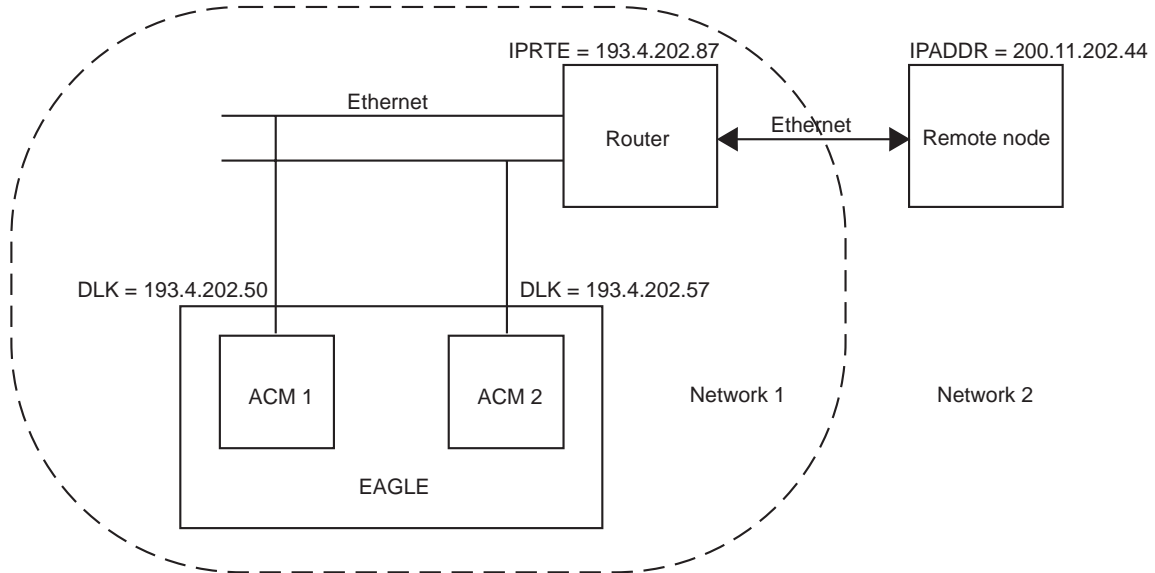 IPRTE = 193.4.202.87
IPADDR = 200.11.202.44
Ethernet
Router
Ethernet
Remote node
DLK = 193.4.202.50
DLK = 193.4.202.57
ACM 1
ACM 2
Network 1
Network 2
EAGLE